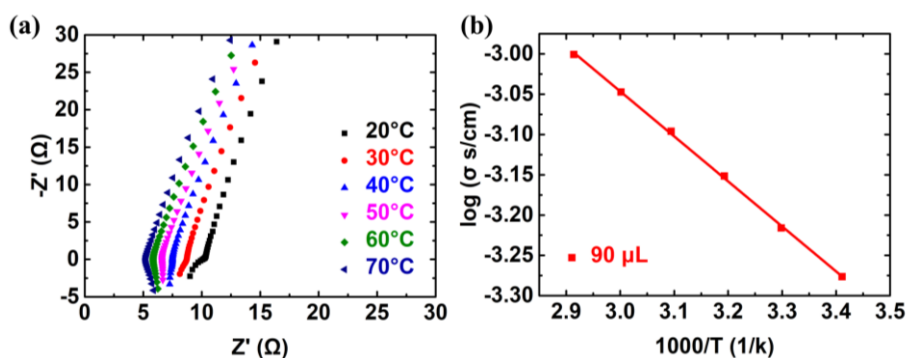 (a)
30
25
20
15
10
5
0
-5
-Z' (Ω)
0 5 10 15 20 25 30
Z' (Ω)
20°C
30°C
40°C
50°C
60°C
70°C
(b)
-3.00
-3.05
-3.10
-3.15
-3.20
-3.25
-3.30
log (σ s/cm)
90 μL
2.9 3.0 3.1 3.2 3.3 3.4 3.5
1000/T (1/k)